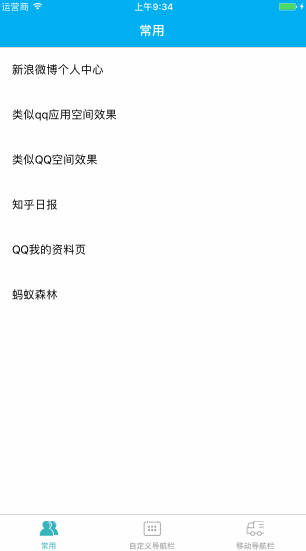 运营商 上午9:34
常用
新浪微博个人中心
类似qq应用空间效果
类似QQ空间效果
知乎日报
QQ我的资料页
蚂蚁森林
常用 自定义导航栏 移动导航栏